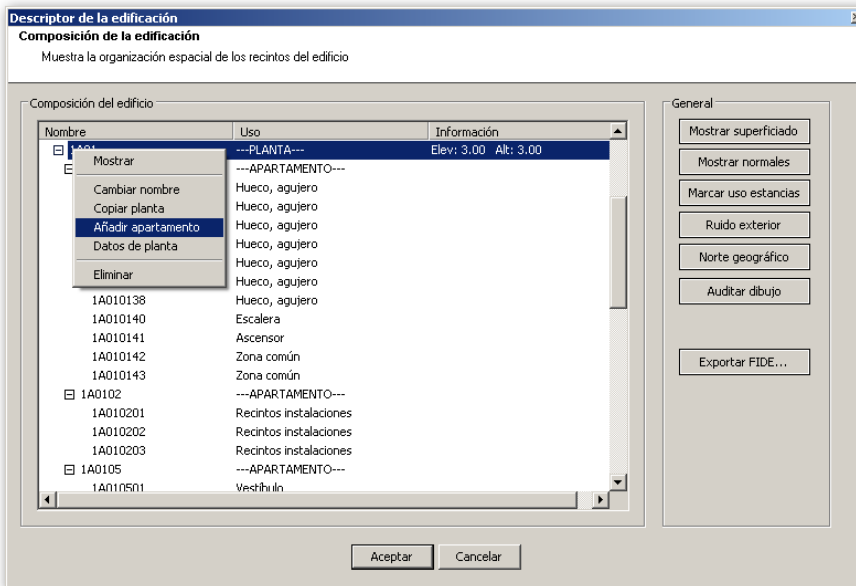 Descriptor de la edificación
Composición de la edificación
Muestra la organización espacial de los recintos del edificio
Composición del edificio
Nombre Uso Información
---PLANTA--- Elev: 3.00 Alt: 3.00
---APARTAMENTO---
Hueco, agujero
Hueco, agujero
Hueco, agujero
Hueco, agujero
Hueco, agujero
Hueco, agujero
1A010138 Hueco, agujero
1A010140 Escalera
1A010141 Ascensor
1A010142 Zona común
1A010143 Zona común
1A0102 ---APARTAMENTO---
1A010201 Recintos instalaciones
1A010202 Recintos instalaciones
1A010203 Recintos instalaciones
1A0105 ---APARTAMENTO---
1A010501 Vestíbulo
Mostrar
Cambiar nombre
Copiar planta
Añadir apartamento
Datos de planta
Eliminar
General
Mostrar superficiado
Mostrar normales
Marcar uso estancias
Ruido exterior
Norte geográfico
Auditar dibujo
Exportar FIDE...
Aceptar Cancelar